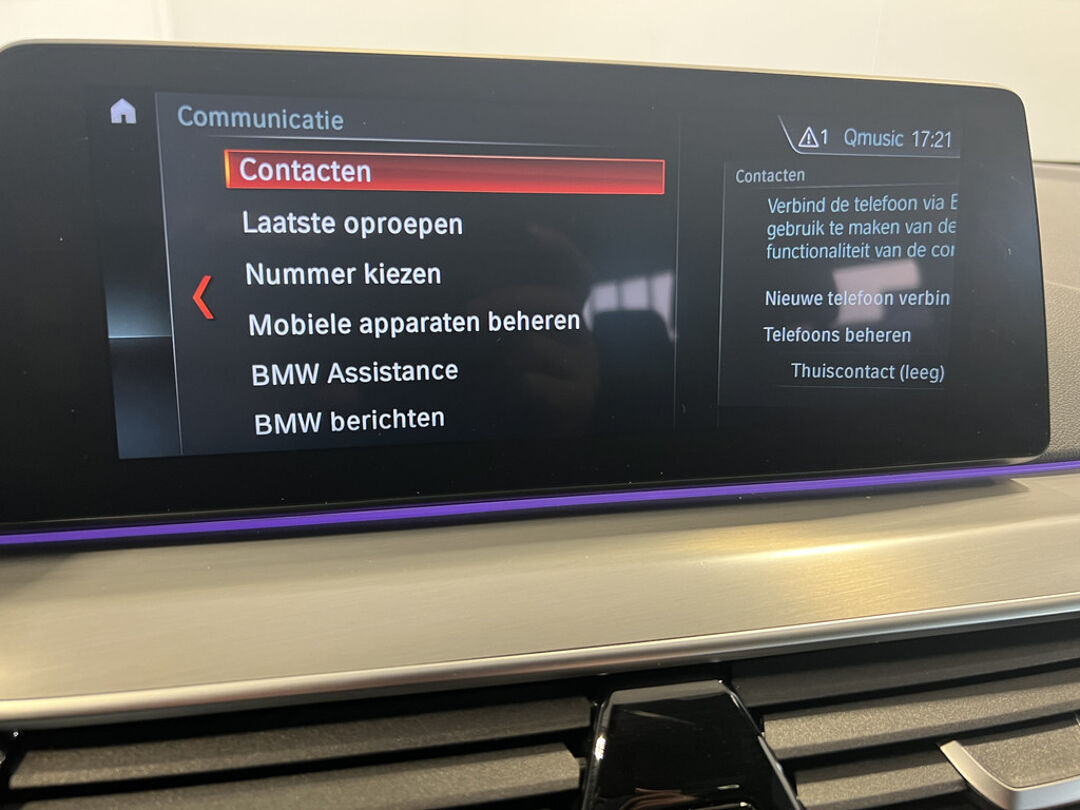 Communicatie
Contacten
Laatste oproepen
Nummer kiezen
Mobiele apparaten beheren
BMW Assistance
BMW berichten
1 Qmusic 17:21
Contacten
Verbind de telefoon via
gebruik te maken van de
functionaliteit van de
Nieuwe telefoon
Telefoons beheren
Thuiscontact (leeg)